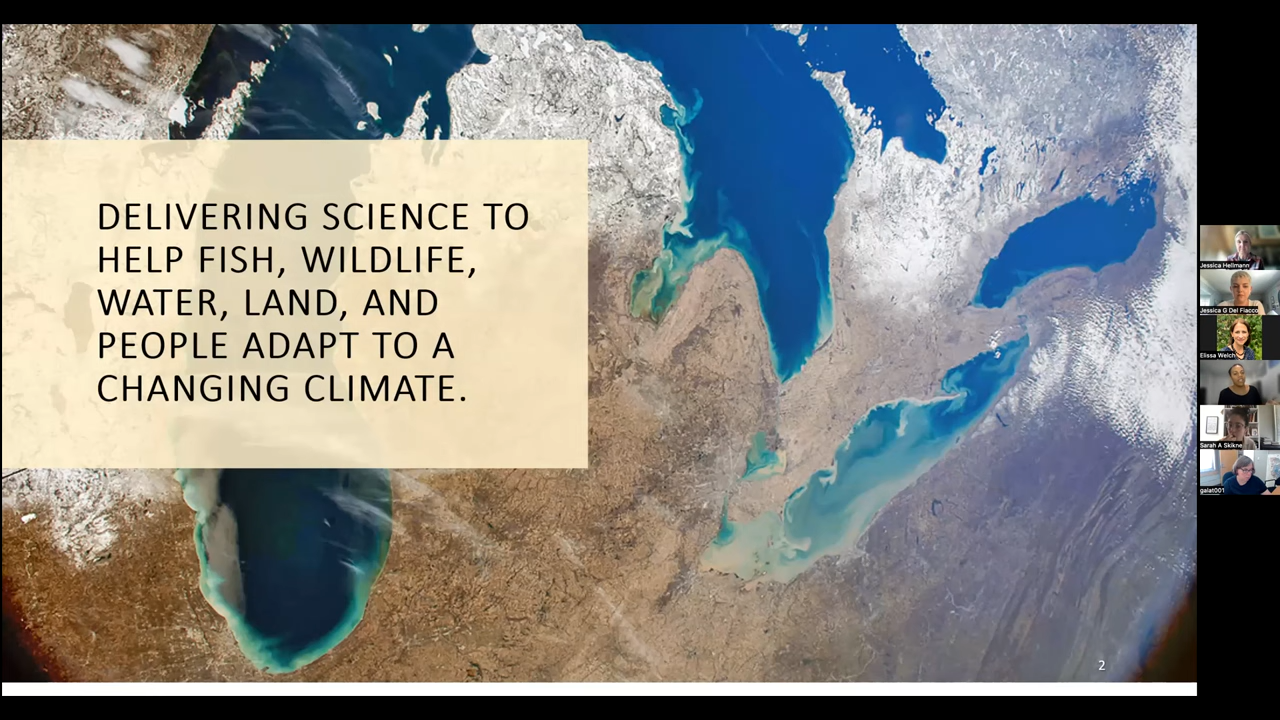 DELIVERING SCIENCE TO
HELP FISH, WILDLIFE,
WATER, LAND, AND
PEOPLE ADAPT TO A
CHANGING CLIMATE.
2
Jessica Hellmann
Jessica G Del Fiacco
Elissa Welch
Sarah A Skikne
galat001